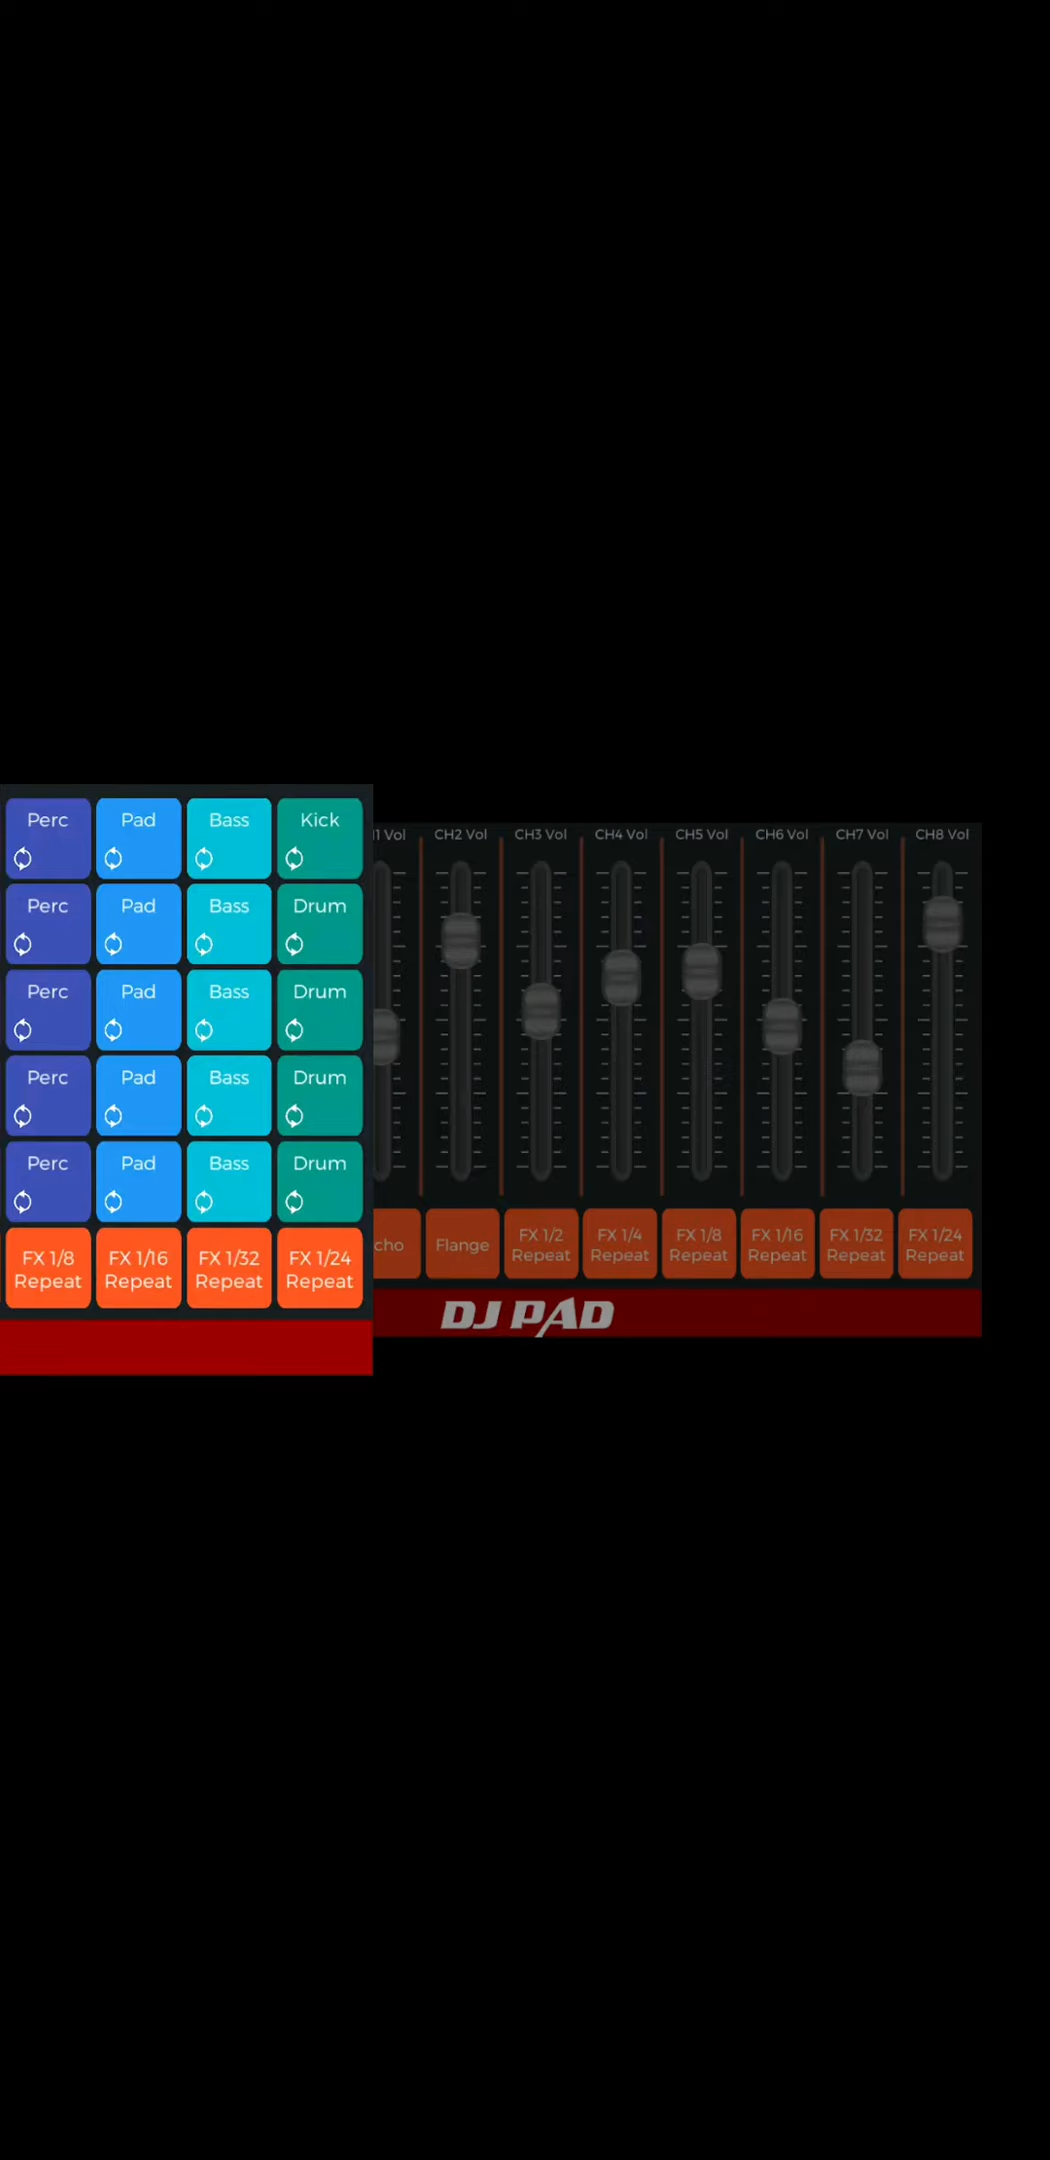 Perc Pad Bass Kick
Perc Pad Bass Drum
Perc Pad Bass Drum
Perc Pad Bass Drum
Perc Pad Bass Drum
FX 1/8 FX 1/16 FX 1/32 FX 1/24
Repeat Repeat Repeat Repeat
Vol CH2 Vol CH3 Vol CH4 Vol CH5 Vol CH6 Vol CH7 Vol CH8 Vol
cho Flange
FX 1/2 FX 1/4 FX 1/8 FX 1/16 FX 1/32 FX 1/24
Repeat Repeat Repeat Repeat Repeat Repeat
DJ PAD